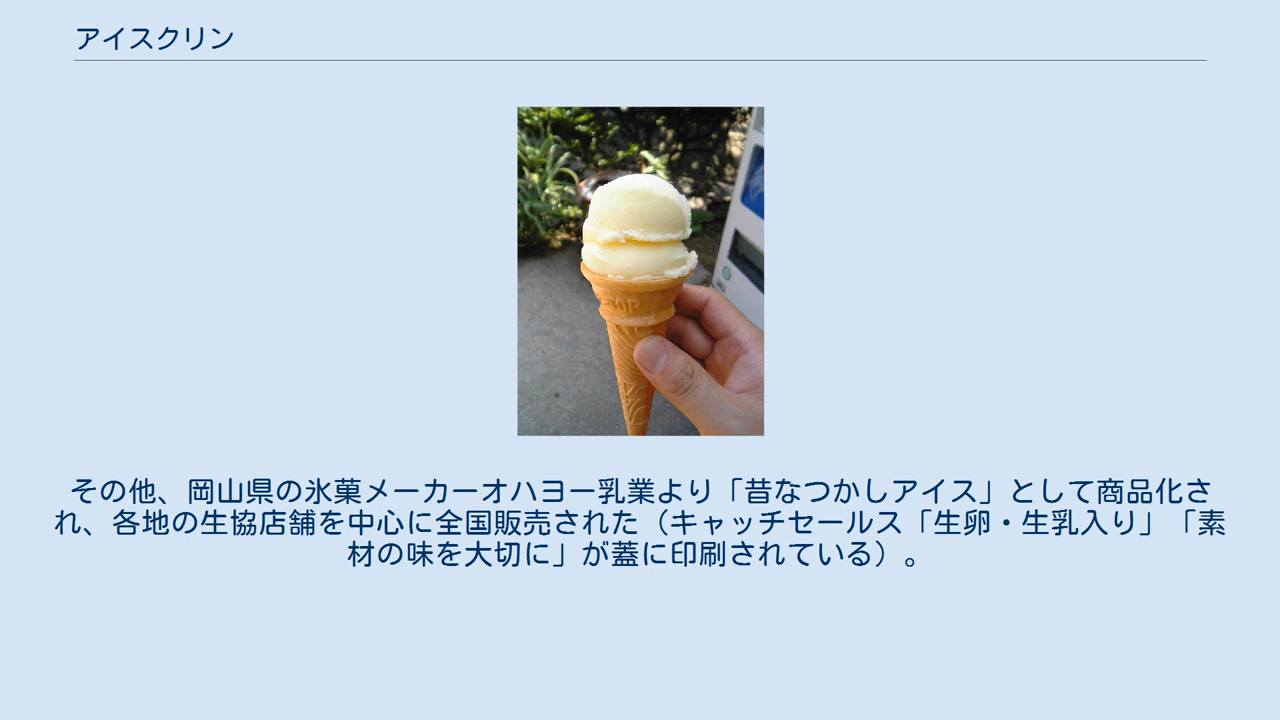 アイスクリン
その他、岡山県の氷菓メーカーオハヨー乳業より「昔なつかしアイス」として商品化さ
れ、各地の生協店舗を中心に全国販売された（キャッチセールス「生卵・生乳入り」「素
材の味を大切に」が蓋に印刷されている）。